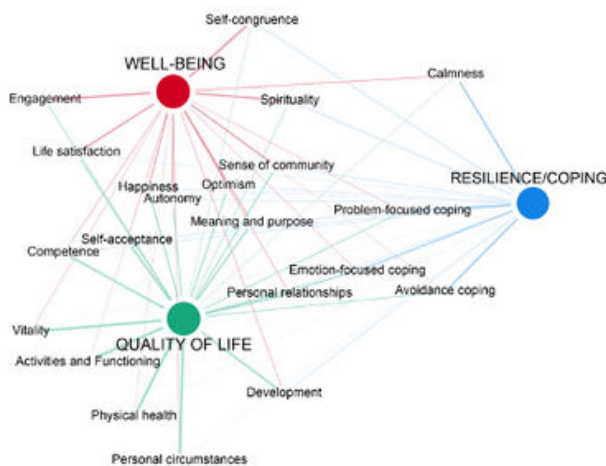 Self-congruence
WELL-BEING
Calmness
Engagement
Spirituality
Life satisfaction
Sense of community
RESILIENCE/COPING
Happiness
Optimism
Autonomy
Problem-focused coping
Meaning and purpose
Self-acceptance
Competence
Emotion-focused coping
Personal relationships
Avoidance coping
Vitality
QUALITY OF LIFE
Activities and Functioning
Development
Physical health
Personal circumstances